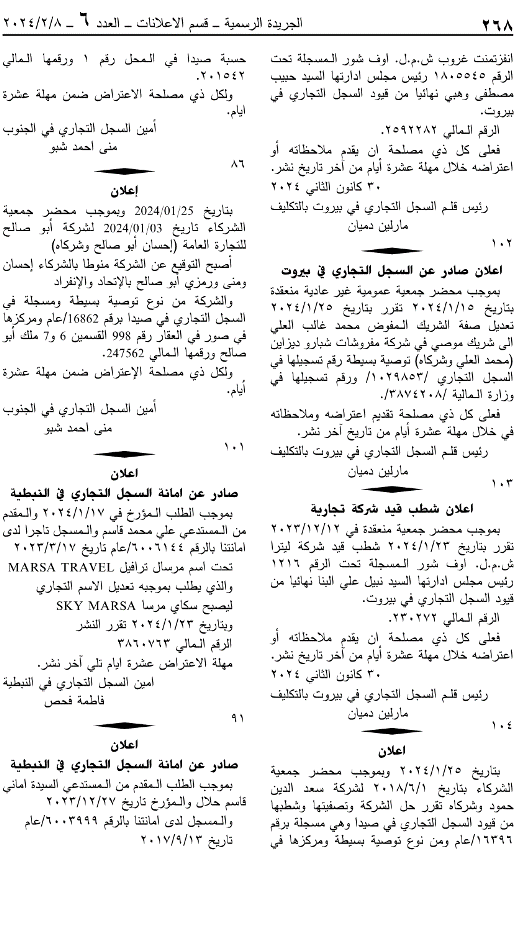 ٢٦٨
الجريدة الرسمية ــ قسم الاعلانات ــ العدد ٦ ــ ٢٠٢٤/٢/٨
انفزتمنت غروب ش.م.ل. اوف شور المسجلة تحت
الرقم ١٨٠٥٥٤٥ رئيس مجلس ادارتها السيد حبيب
مصطفى وهبي نهائيا من قيود السجل التجاري في
بيروت.
الرقم المالي ٢٥٩٢٢٨٢.
فعلى كل ذي مصلحة ان يقدم ملاحظاته أو
اعتراضه خلال مهلة عشرة أيام من آخر تاريخ نشر.
٣٠ كانون الثاني ٢٠٢٤
رئيس قلم السجل التجاري في بيروت بالتكليف
مارلين دميان
١٠٢
اعلان صادر عن السجل التجاري في بيروت
بموجب محضر جمعية عمومية غير عادية منعقدة
بتاريخ ٢٠٢٤/١/١٥ تقرر بتاريخ ٢٠٢٤/١/٢٥
تعديل صفة الشريك المفوض محمد غالب العلي
الى شريك موصي في شركة مفروشات شبارو ديزاين
(محمد العلي وشركاه) توصية بسيطة رقم تسجيلها في
السجل التجاري /١٠٢٩٨٥٣/ ورقم تسجيلها في
وزارة المالية /٣٨٧٤٢٠٨/.
فعلى كل ذي مصلحة تقديم اعتراضه وملاحظاته
في خلال مهلة عشرة أيام من تاريخ آخر نشر.
رئيس قلم السجل التجاري في بيروت بالتكليف
مارلين دميان
١٠٣
اعلان شطب قيد شركة تجارية
بموجب محضر جمعية منعقدة في ٢٠٢٣/١٢/١٢
تقرر بتاريخ ٢٠٢٤/١/٢٣ شطب قيد شركة ليترا
ش.م.ل. اوف شور المسجلة تحت الرقم ١٢١٦
رئيس مجلس ادارتها السيد نبيل علي البنا نهائيا من
قيود السجل التجاري في بيروت.
الرقم المالي ٢٣٠٢٧٢.
فعلى كل ذي مصلحة ان يقدم ملاحظاته أو
اعتراضه خلال مهلة عشرة أيام من آخر تاريخ نشر.
٣٠ كانون الثاني ٢٠٢٤
رئيس قلم السجل التجاري في بيروت بالتكليف
مارلين دميان
١٠٤
اعلان
بتاريخ ٢٠٢٤/١/٢٥ وبموجب محضر جمعية
الشركاء بتاريخ ٢٠١٨/٦/١ لشركة سعد الدين
حمود وشركاه تقرر حل الشركة وتصفيتها وشطبها
من قيود السجل التجاري في صيدا وهي مسجلة برقم
١٦٣٩٦/عام ومن نوع توصية بسيطة ومركزها في
حسبة صيدا في المحل رقم ١ ورقمها المالي
٢٠١٥٤٢.
ولكل ذي مصلحة الاعتراض ضمن مهلة عشرة
ايام.
أمين السجل التجاري في الجنوب
منى احمد شبو
٨٦
إعلان
بتاريخ 2024/01/25 وبموجب محضر جمعية
الشركاء تاريخ 2024/01/03 لشركة أبو صالح
للتجارة العامة (إحسان أبو صالح وشركاه)
أصبح التوقيع عن الشركة منوطا بالشركاء إحسان
ومنى ورمزي أبو صالح بالإتحاد والإنفراد
والشركة من نوع توصية بسيطة ومسجلة في
السجل التجاري في صيدا برقم 16862/عام ومركزها
في صور في العقار رقم 998 القسمين 6 و7 ملك أبو
صالح ورقمها المالي 247562.
ولكل ذي مصلحة الإعتراض ضمن مهلة عشرة
أيام.
أمين السجل التجاري في الجنوب
منى احمد شبو
١٠١
اعلان
صادر عن امانة السجل التجاري في النبطية
بموجب الطلب المؤرخ في ٢٠٢٤/١/١٧ والمقدم
من المستدعي علي محمد قاسم والمسجل تاجرا لدى
امانتنا بالرقم ٦٠٠٦١٤٤/عام تاريخ ٢٠٢٣/٣/١٧
تحت اسم مرسال ترافيل MARSA TRAVEL
والذي يطلب بموجبه تعديل الاسم التجاري
ليصبح سكاي مرسا SKY MARSA
وبتاريخ ٢٠٢٤/١/٢٣ تقرر النشر
الرقم المالي ٣٨٦٠٧٦٣
مهلة الاعتراض عشرة ايام تلي آخر نشر.
امين السجل التجاري في النبطية
فاطمة فحص
٩١
اعلان
صادر عن امانة السجل التجاري في النبطية
بموجب الطلب المقدم من المستدعي السيدة اماني
قاسم حلال والمؤرخ تاريخ ٢٠٢٣/١٢/٢٧
والمسجل لدى امانتنا بالرقم ٦٠٠٣٩٩٩/عام
تاريخ ٢٠١٧/٩/١٣